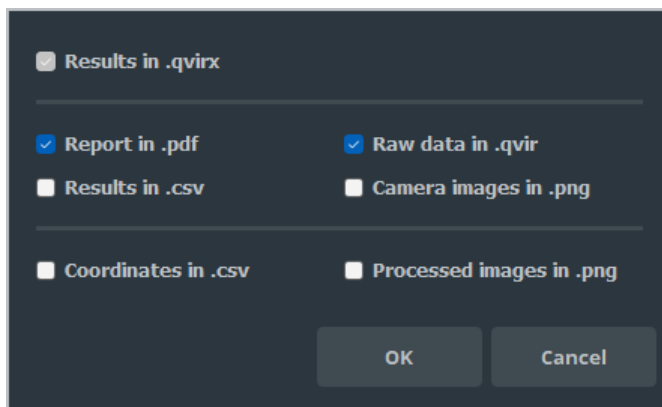 Results in .qvirx
Report in .pdf
Raw data in .qvir
Results in .csv
Camera images in .png
Coordinates in .csv
Processed images in .png
OK
Cancel